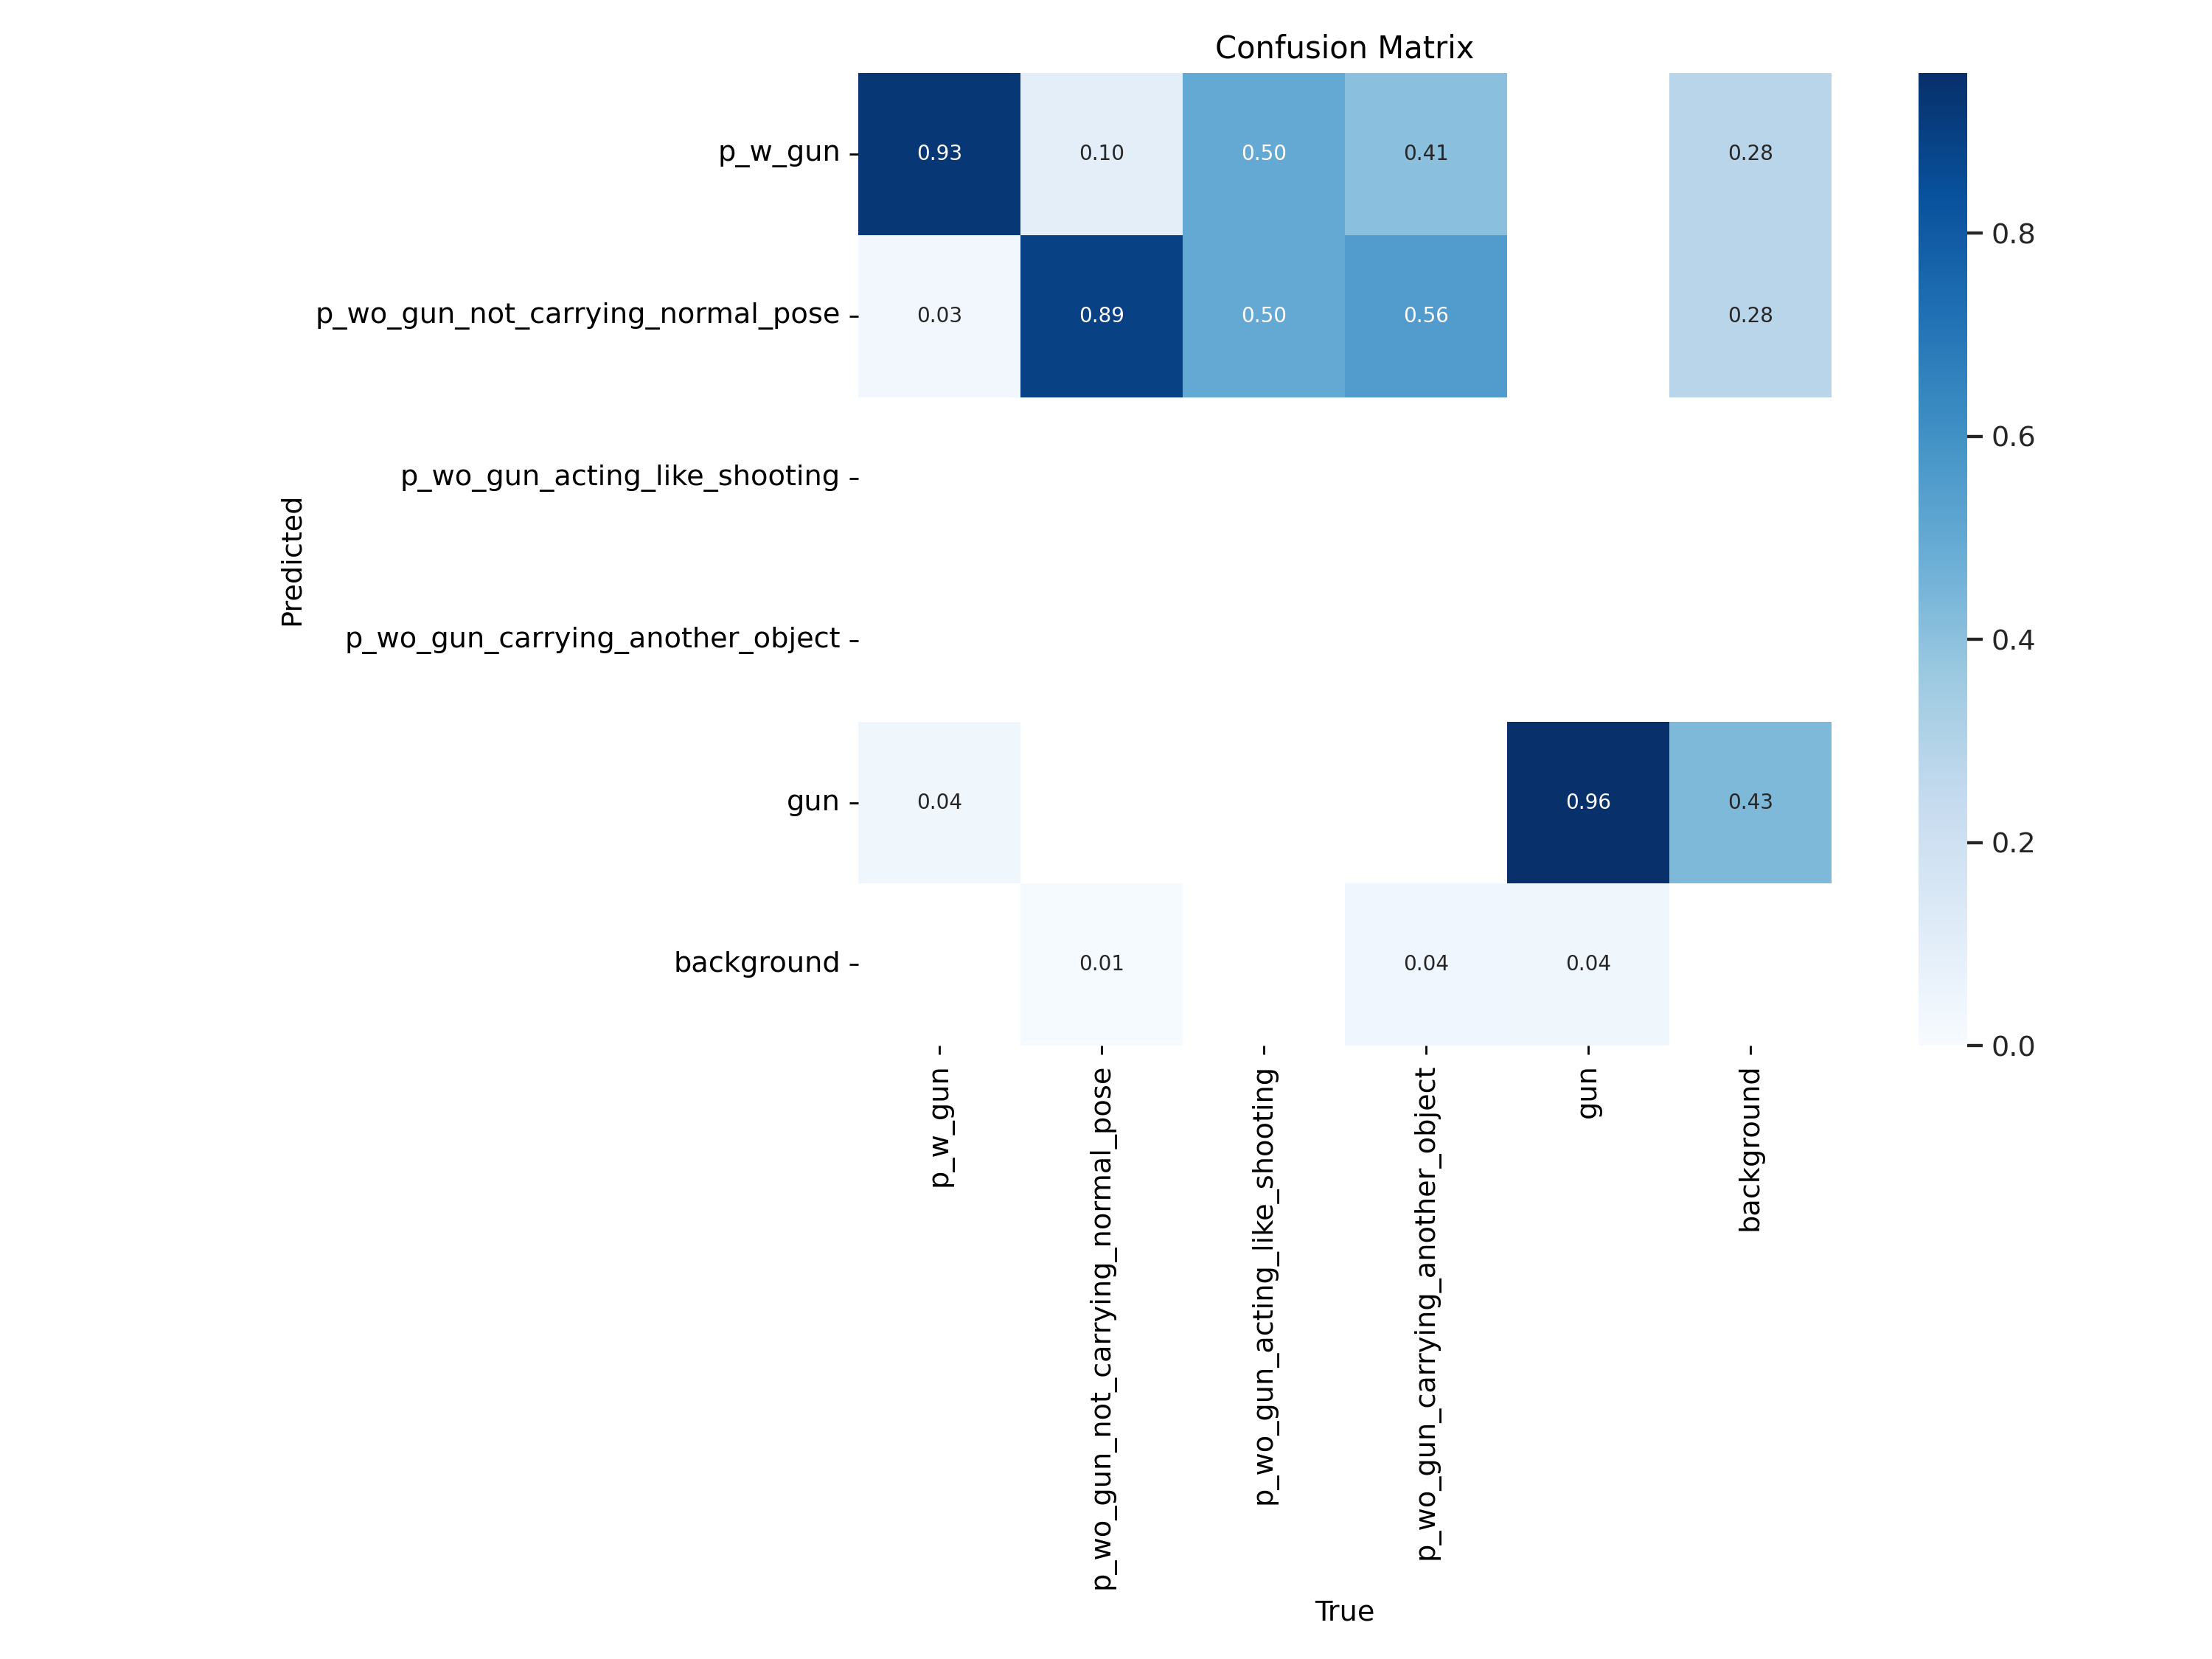 Confusion Matrix
p_w_gun
0.93
0.10
0.50
0.41
0.28
p_wo_gun_not_carrying_normal_pose
0.03
0.89
0.50
0.56
0.28
p_wo_gun_acting_like_shooting
p_wo_gun_carrying_another_object
gun
0.04
0.96
0.43
background
0.01
0.04
0.04
Predicted
p_w_gun
p_wo_gun_not_carrying_normal_pose
p_wo_gun_acting_like_shooting
p_wo_gun_carrying_another_object
gun
background
True
0.8
0.6
0.4
0.2
0.0